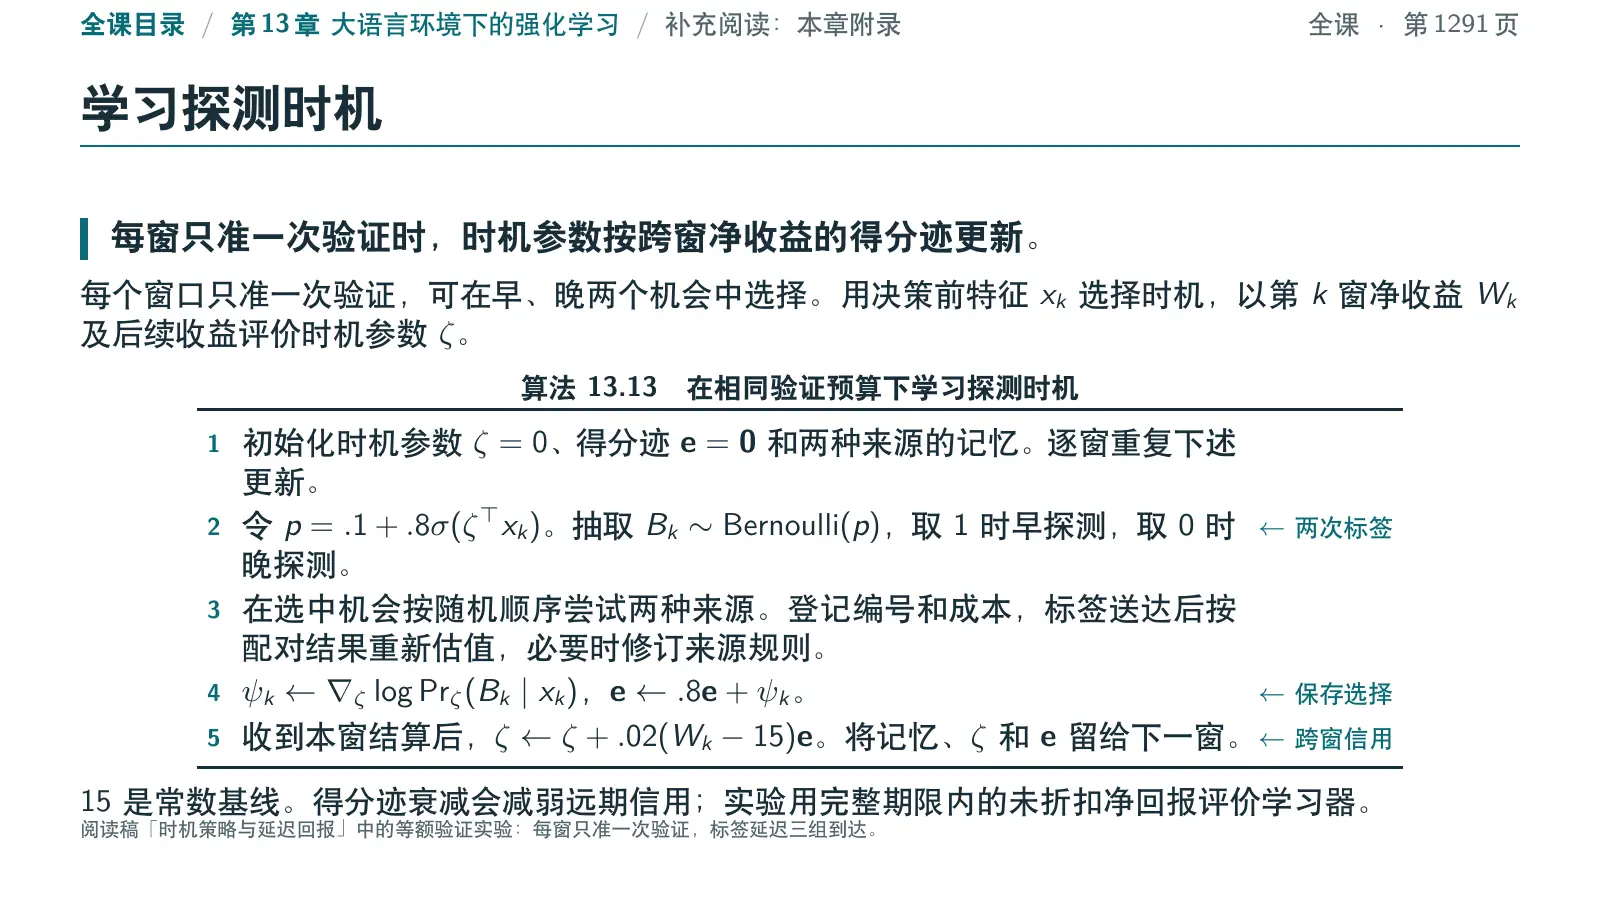 全课目录 / 第 13 章 大语言环境下的强化学习 / 补充阅读：本章附录
全课 · 第 1291 页
学习探测时机
每窗只准一次验证时，时机参数按跨窗净收益的得分迹更新。
每个窗口只准一次验证，可在早、晚两个机会中选择。用决策前特征 xₖ 选择时机，以第 k 窗净收益 Wₖ
及后续收益评价时机参数 ζ。
算法 13.13 在相同验证预算下学习探测时机
1 初始化时机参数 ζ = 0、得分迹 e = 0 和两种来源的记忆。逐窗重复下述
更新。
2 令 p = .1 + .8σ(ζ⊤xₖ)。抽取 Bₖ ∼ Bernoulli(p)，取 1 时早探测，取 0 时 ← 两次标签
晚探测。
3 在选中机会按随机顺序尝试两种来源。登记编号和成本，标签送达后按
配对结果重新估值，必要时修订来源规则。
4 ψₖ ← ∇ζ log Prζ(Bₖ | xₖ)，e ← .8e + ψₖ。 ← 保存选择
5 收到本窗结算后，ζ ← ζ + .02(Wₖ − 15)e。将记忆、ζ 和 e 留给下一窗。 ← 跨窗信用
15 是常数基线。得分迹衰减会减弱远期信用；实验用完整期限内的未折扣净回报评价学习器。
阅读稿「时机策略与延迟回报」中的等额验证实验：每窗只准一次验证，标签延迟三组到达。